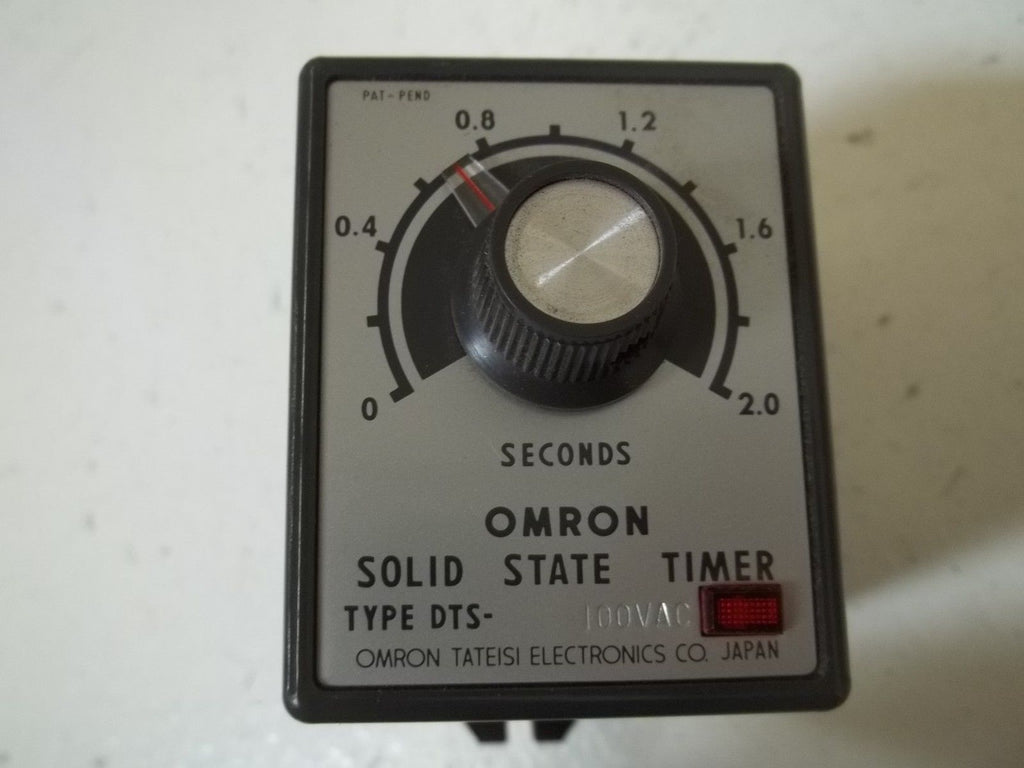 PAT-PEND
0.8 1.2
0.4 1.6
0 2.0
SECONDS
OMRON
SOLID STATE TIMER
TYPE DTS- 100VAC
OMRON TATEISI ELECTRONICS CO. JAPAN